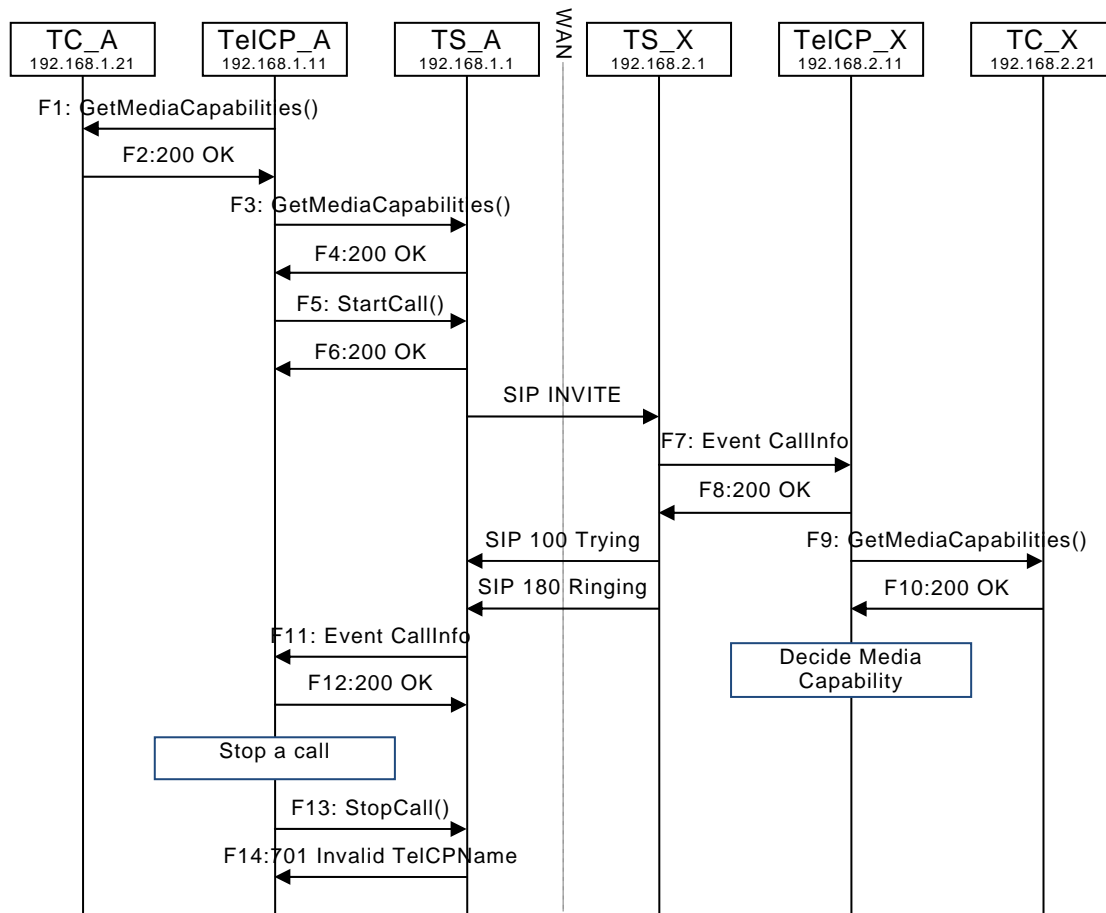 TC_A
192.168.1.21
TelCP_A
192.168.1.11
TS_A
192.168.1.1
WAN
TS_X
192.168.2.1
TelCP_X
192.168.2.11
TC_X
192.168.2.21
F1: GetMediaCapabilities()
F2:200 OK
F3: GetMediaCapabilities()
F4:200 OK
F5: StartCall()
F6:200 OK
SIP INVITE
F7: Event CallInfo
F8:200 OK
SIP 100 Trying
F9: GetMediaCapabilities()
SIP 180 Ringing
F10:200 OK
F11: Event CallInfo
Decide Media
Capability
F12:200 OK
Stop a call
F13: StopCall()
F14:701 Invalid TelCPName